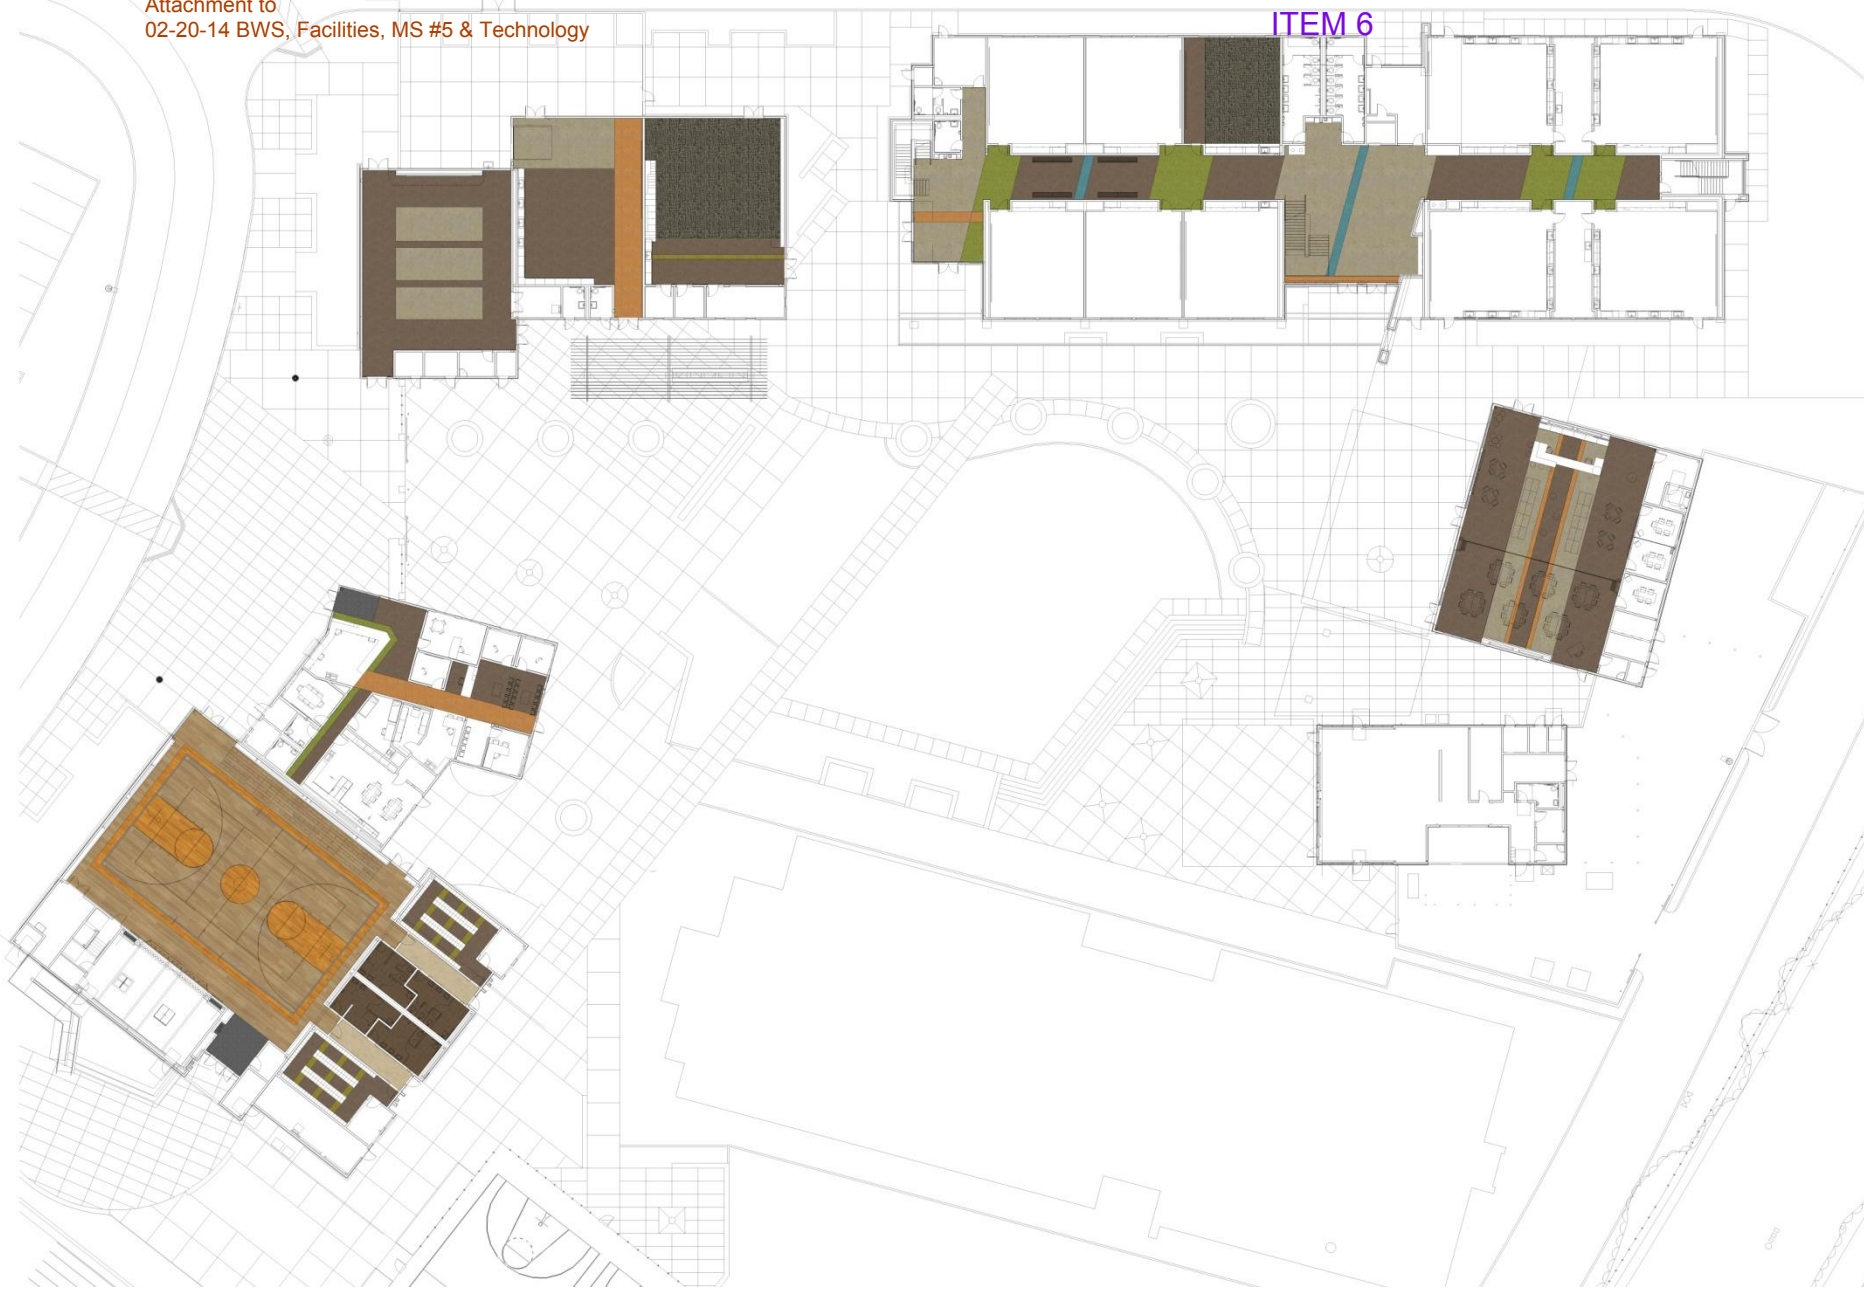 Attachment to
02-20-14 BWS, Facilities, MS #5 & Technology
ITEM 6